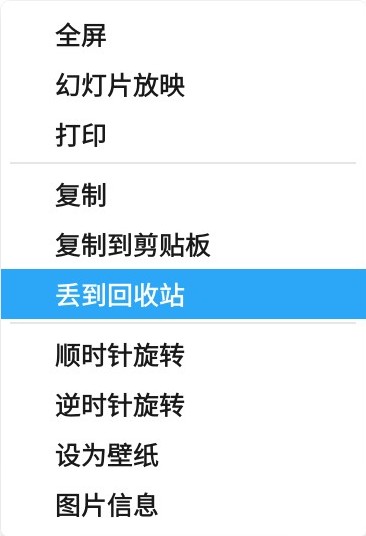 全屏
幻灯片放映
打印
复制
复制到剪贴板
丢到回收站
顺时针旋转
逆时针旋转
设为壁纸
图片信息